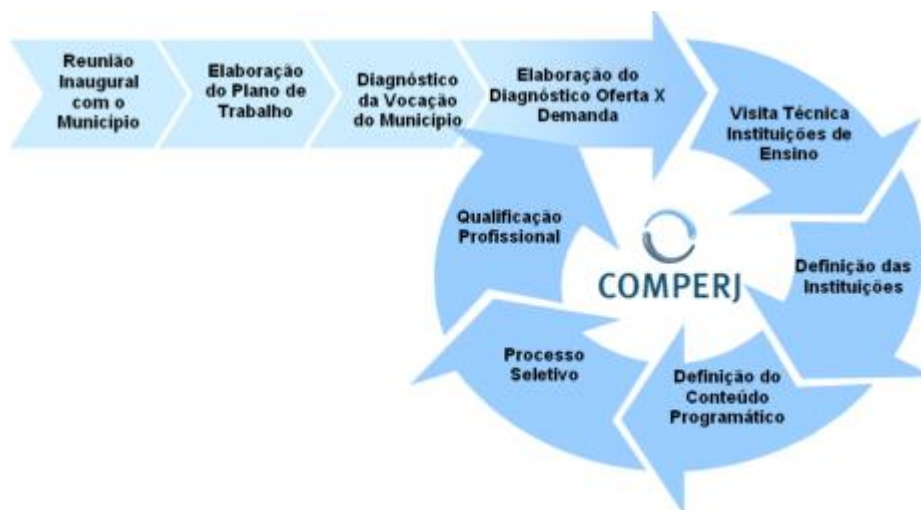 Reunião
Inaugural
com o
Município
Elaboração
do Plano de
Trabalho
Diagnóstico
da Vocação
do Município
Elaboração do
Diagnóstico Oferta X
Demanda
Visita Técnica
Instituições de
Ensino
Definição das
Instituições
Definição do
Conteúdo
Programático
Processo
Seletivo
Qualificação
Profissional
COMPERJ